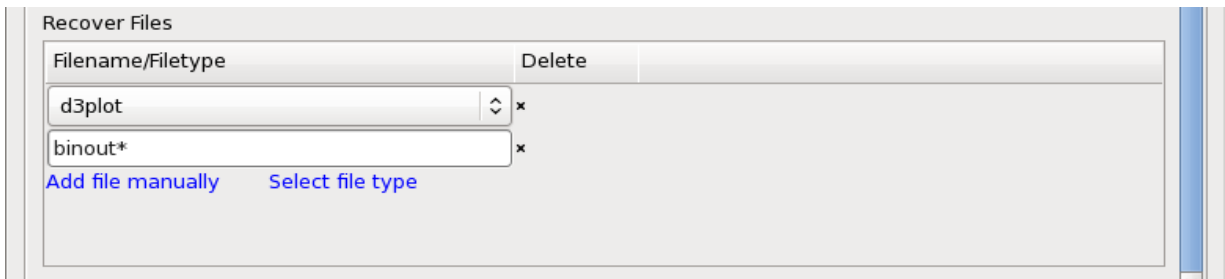 Recover Files
Filename/Filetype Delete
d3plot
binout*
Add file manually Select file type